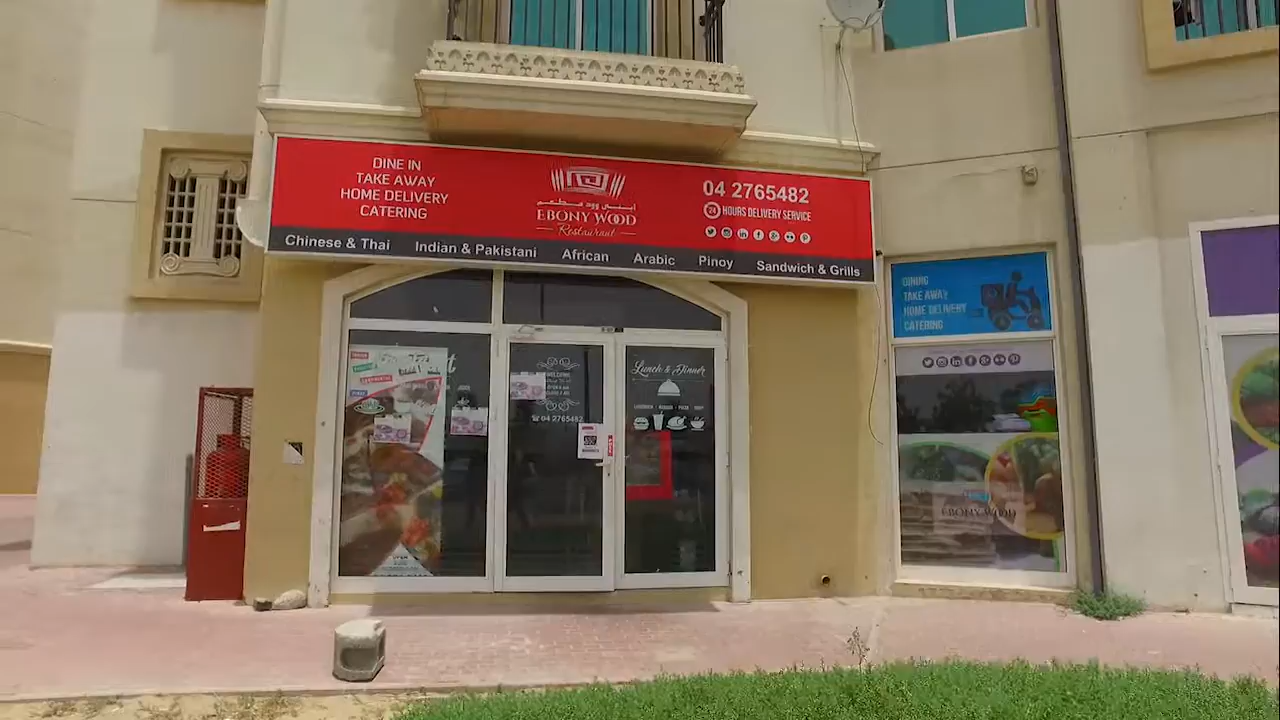 DINE IN
TAKE AWAY
HOME DELIVERY
CATERING
ايبني وود مطعم
EBONY WOOD
Restaurant
04 2765482
24 HOURS DELIVERY SERVICE
Chinese & Thai Indian & Pakistani African Arabic Pinoy Sandwich & Grills
DINING
TAKE AWAY
HOME DELIVERY
CATERING
Lunch & Dinner
WELCOME
04 2765482
EBONY WOOD